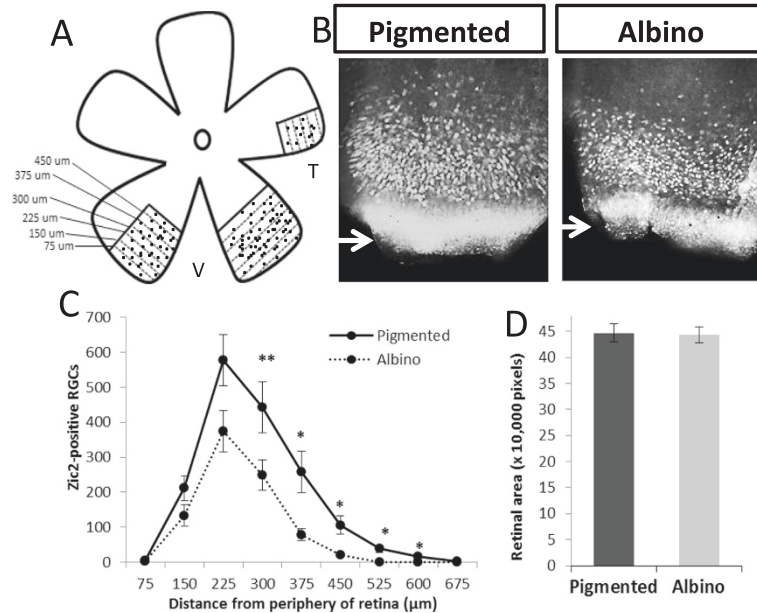 A
450 um
375 um
300 um
225 um
150 um
75 um
T
V
B
Pigmented
Albino
C
700
600
500
400
300
200
100
0
Zic2-positive RGCs
Pigmented
Albino
**
*
*
*
*
75 150 225 300 375 450 525 600 675
Distance from periphery of retina (µm)
D
45
40
35
30
25
20
15
10
5
0
Retinal area (x 10,000 pixels)
Pigmented Albino